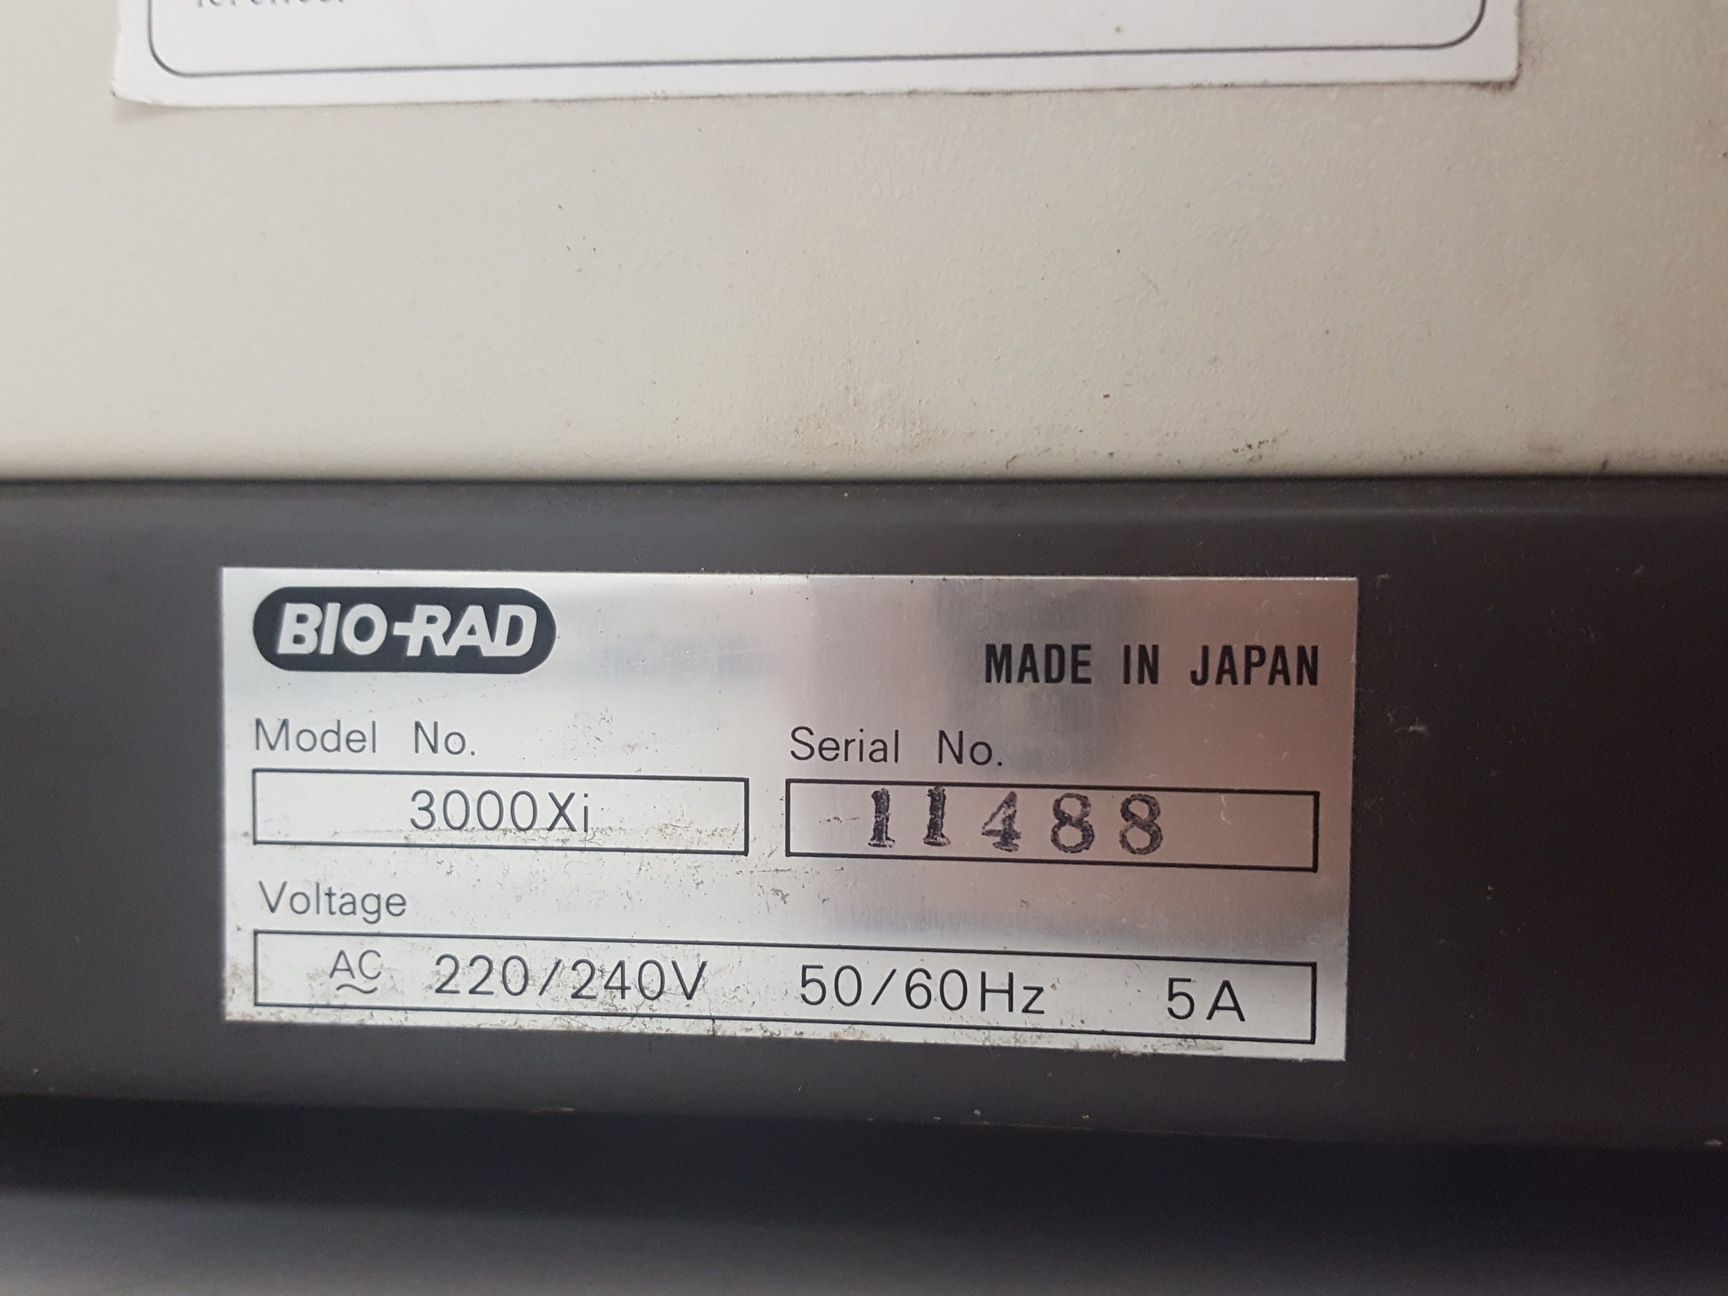 BIO-RAD
MADE IN JAPAN
Model No. Serial No.
3000Xi 11488
Voltage
AC 220/240V 50/60Hz 5A